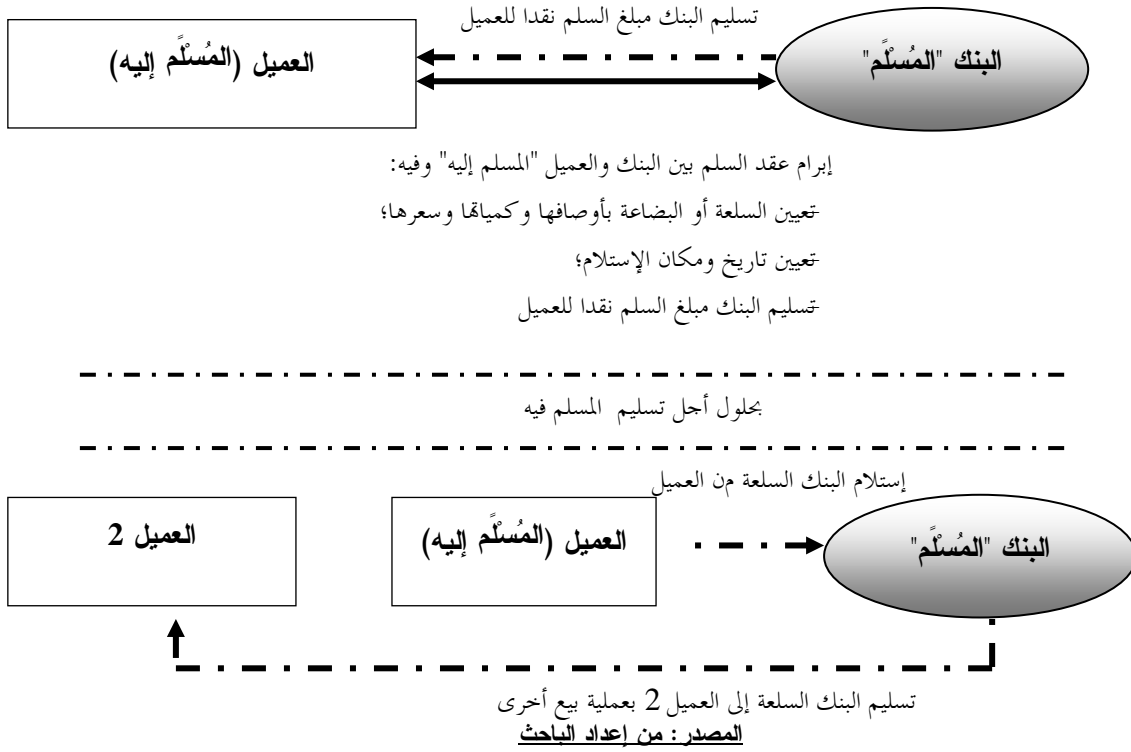 تسليم البنك مبلغ السلم نقدا للعميل
البنك "المُسْلَّم"
العميل (المُسْلَّم إليه)
إبرام عقد السلم بين البنك والعميل "المسلم إليه" وفيه:
-تعيين السلعة أو البضاعة بأوصافها وكمياتها وسعرها؛
-تعيين تاريخ ومكان الإستلام؛
-تسليم البنك مبلغ السلم نقدا للعميل
بحلول أجل تسليم المسلم فيه
إستلام البنك السلعة من العميل
البنك "المُسْلَّم"
العميل (المُسْلَّم إليه)
العميل 2
تسليم البنك السلعة إلى العميل 2 بعملية بيع أخرى
المصدر: من إعداد الباحث